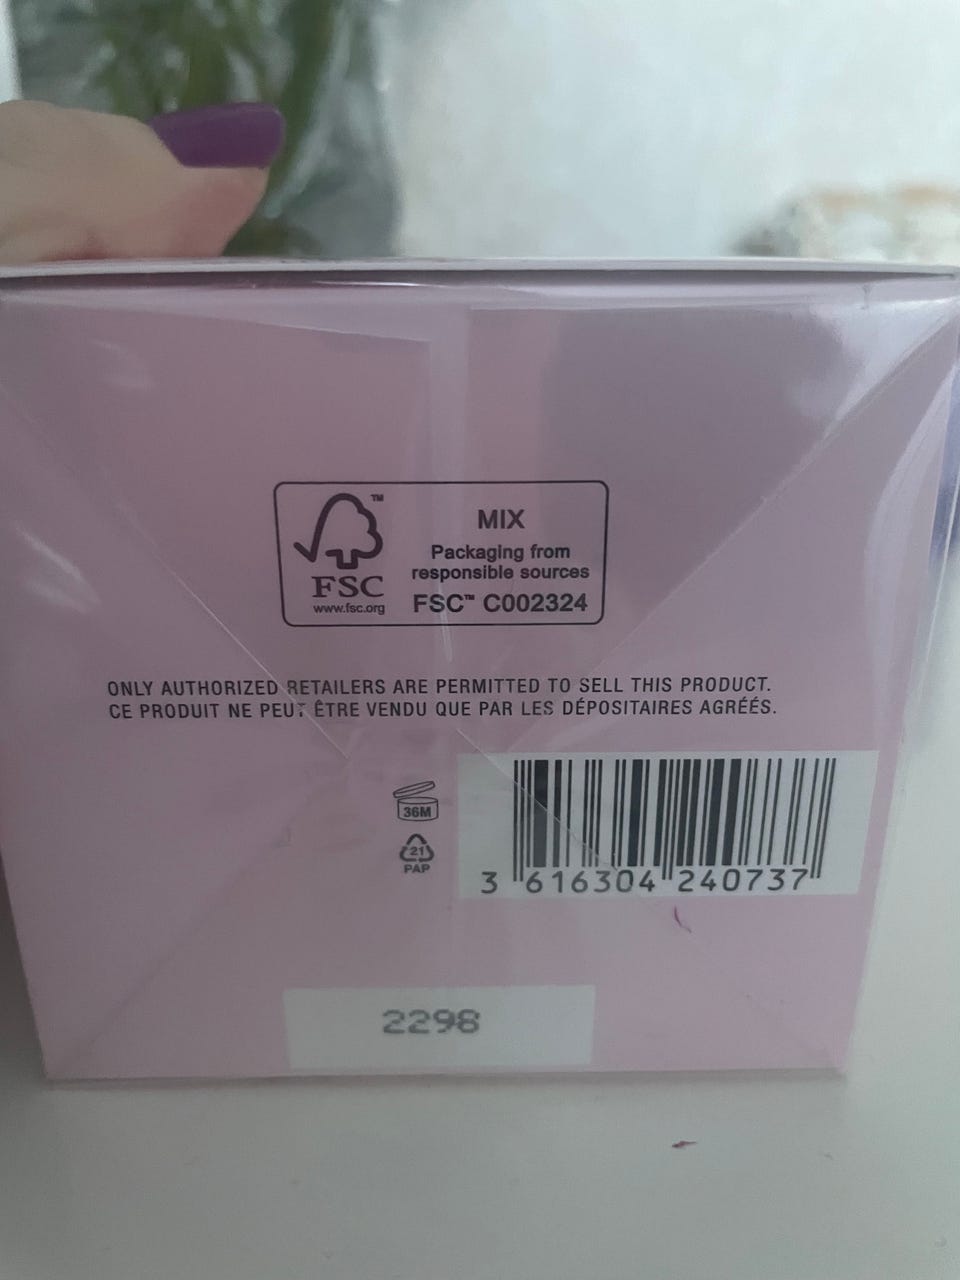 ™
FSC
www.fsc.org
MIX
Packaging from
responsible sources
FSC™ C002324
ONLY AUTHORIZED RETAILERS ARE PERMITTED TO SELL THIS PRODUCT.
CE PRODUIT NE PEUT ÊTRE VENDU QUE PAR LES DÉPOSITAIRES AGRÉÉS.
36M
21
PAP
3 616304 240737
2298